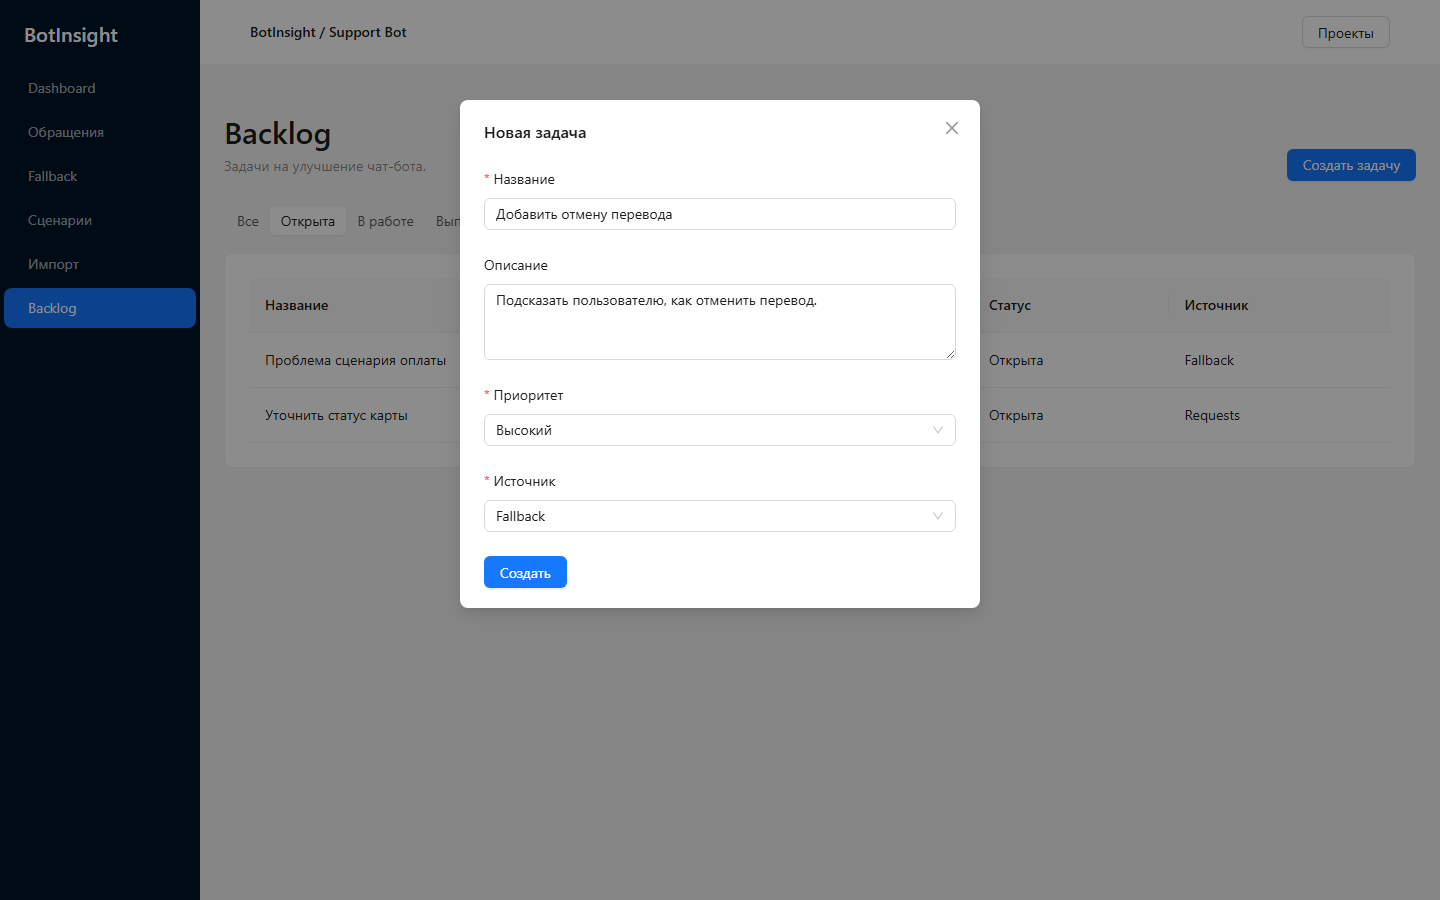 BotInsight
Dashboard
Обращения
Fallback
Сценарии
Импорт
Backlog
BotInsight / Support Bot
Проекты
Backlog
Задачи на улучшение чат-бота.
Создать задачу
Все Открыта В работе
Название Статус Источник
Проблема сценария оплаты Открыта Fallback
Уточнить статус карты Открыта Requests
Новая задача
* Название
Добавить отмену перевода
Описание
Подсказать пользователю, как отменить перевод.
* Приоритет
Высокий
* Источник
Fallback
Создать